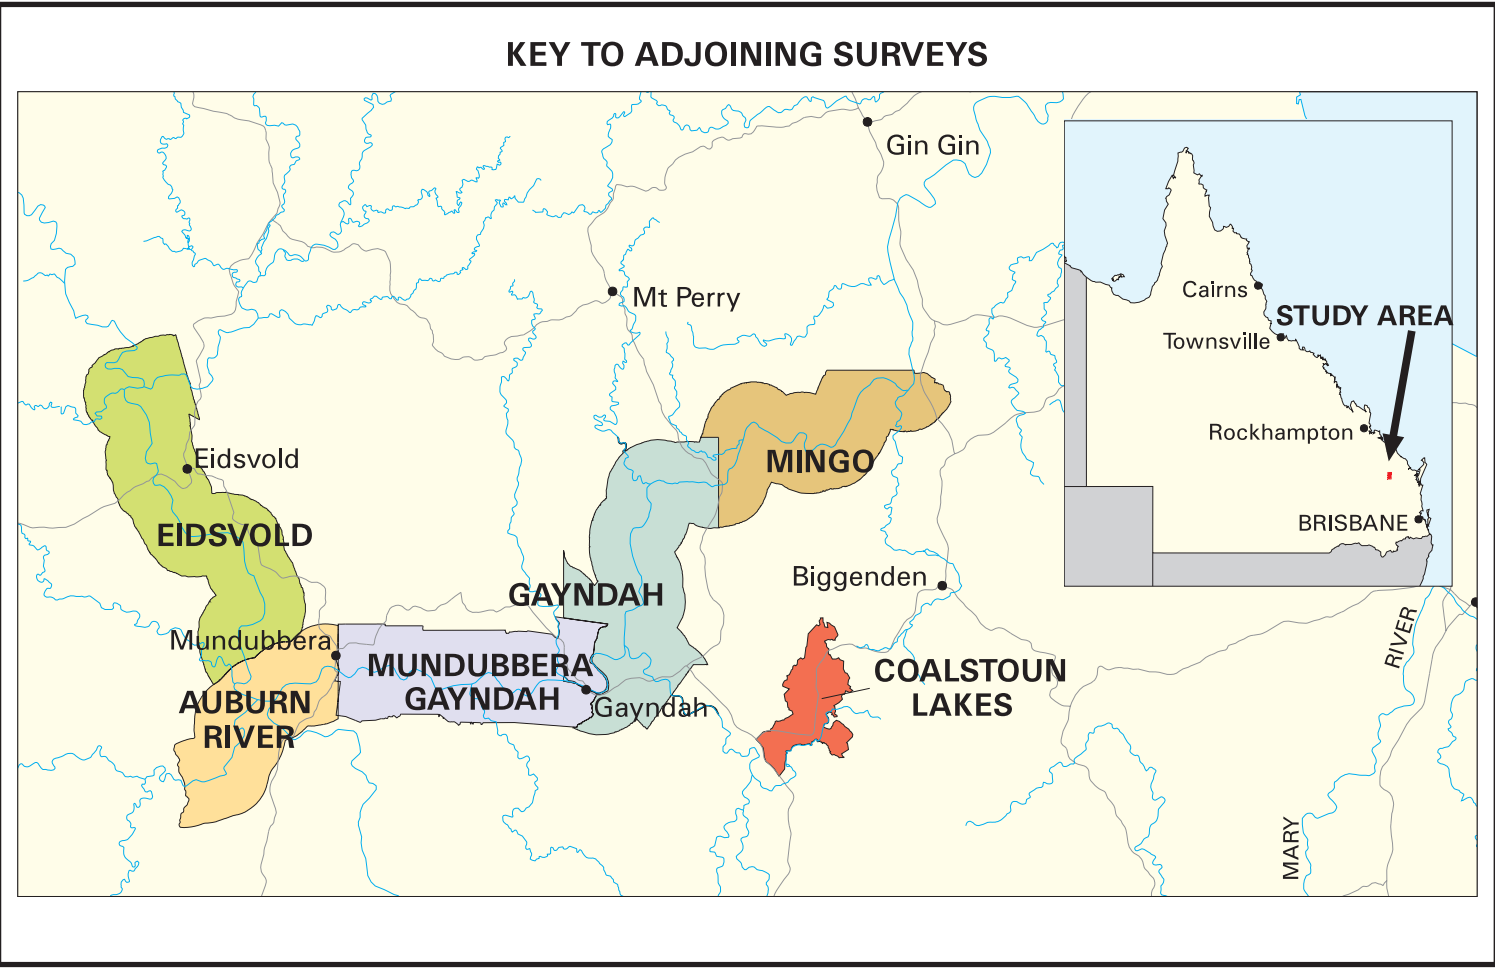 KEY TO ADJOINING SURVEYS
Gin Gin
Mt Perry
Cairns
STUDY AREA
Townsville
Rockhampton
BRISBANE
Eidsvold
EIDSVOLD
MINGO
GAYNDAH
Biggenden
Mundubbera
MUNDUBBERA
GAYNDAH
Gayndah
AUBURN
RIVER
COALSTOUN
LAKES
MARY
RIVER